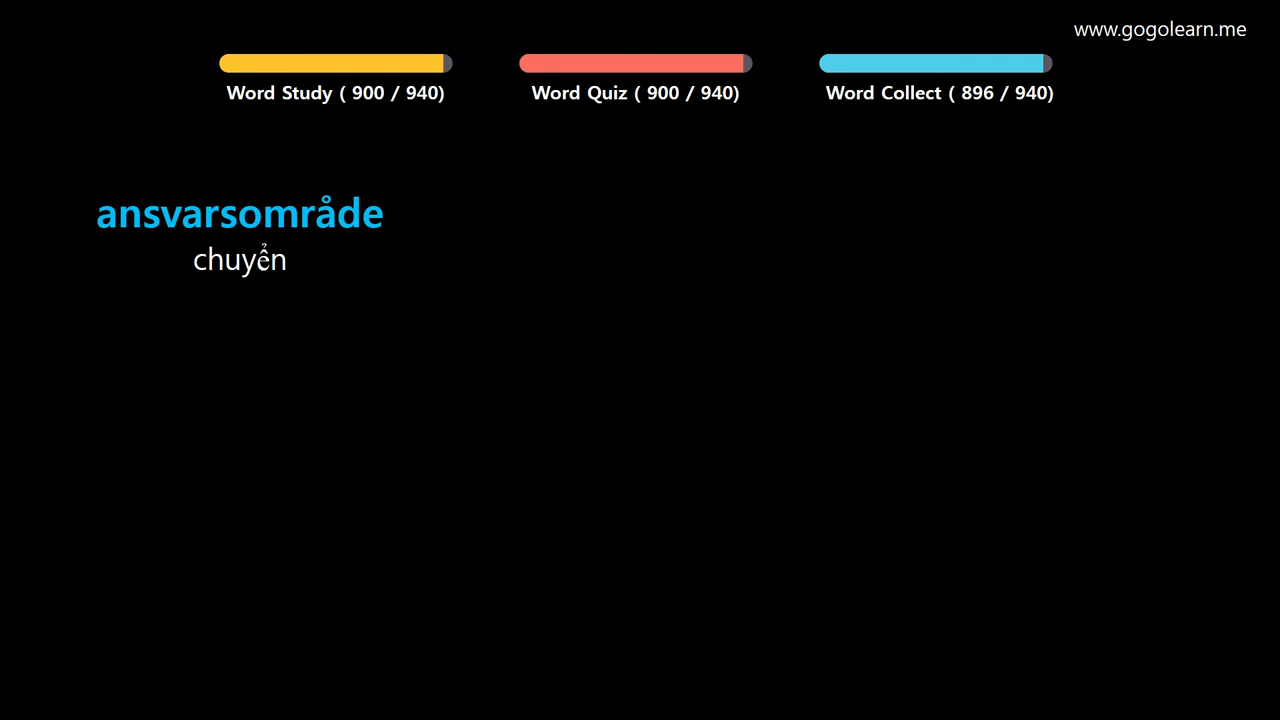 www.gogolearn.me
Word Study ( 900 / 940)
Word Quiz ( 900 / 940)
Word Collect ( 896 / 940)
ansvarsområde
chuyển